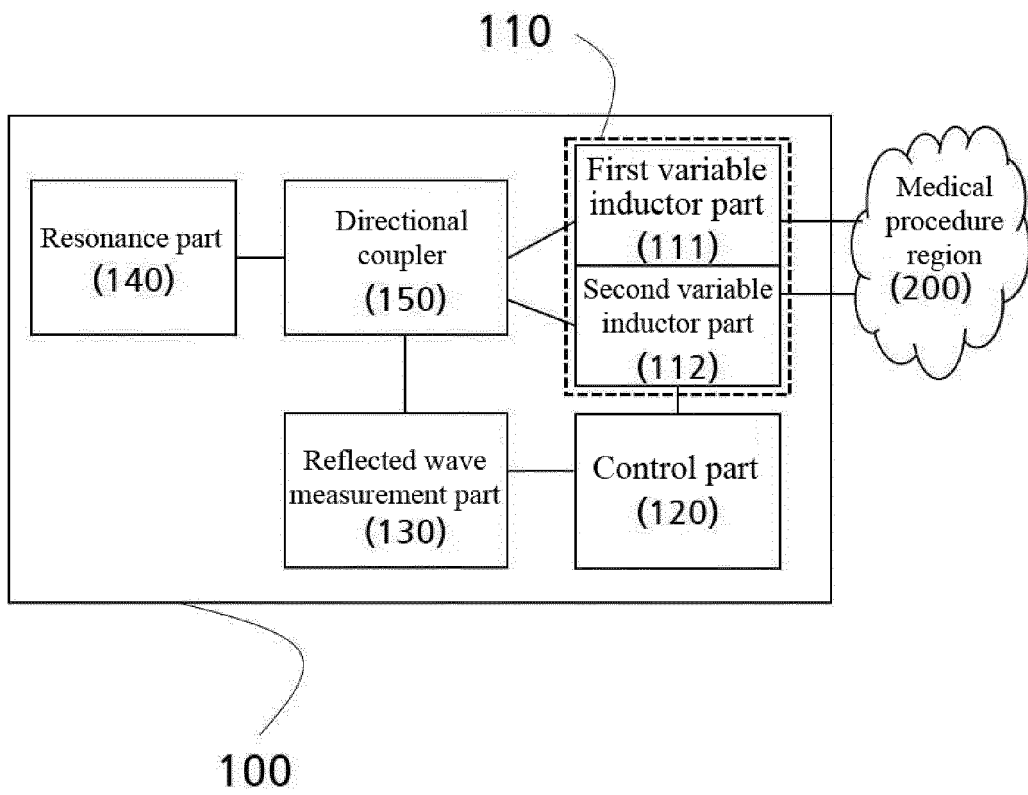 110
First variable
inductor part
(111)
Second variable
inductor part
(112)
Medical
procedure
region
(200)
Resonance part
(140)
Directional
coupler
(150)
Reflected wave
measurement part
(130)
Control part
(120)
100